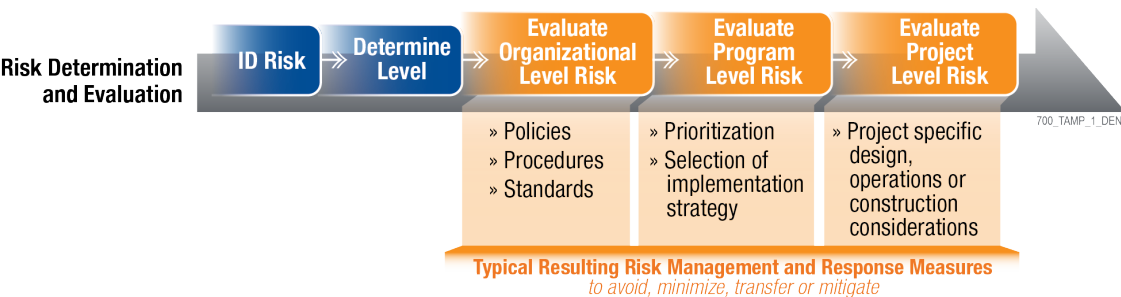 Risk Determination
and Evaluation
ID Risk
Determine
Level
Evaluate
Organizational
Level Risk
Evaluate
Program
Level Risk
Evaluate
Project
Level Risk
700_TAMP_1_DEN
» Policies
» Procedures
» Standards
» Prioritization
» Selection of
implementation
strategy
» Project specific
design,
operations or
construction
considerations
Typical Resulting Risk Management and Response Measures
to avoid, minimize, transfer or mitigate